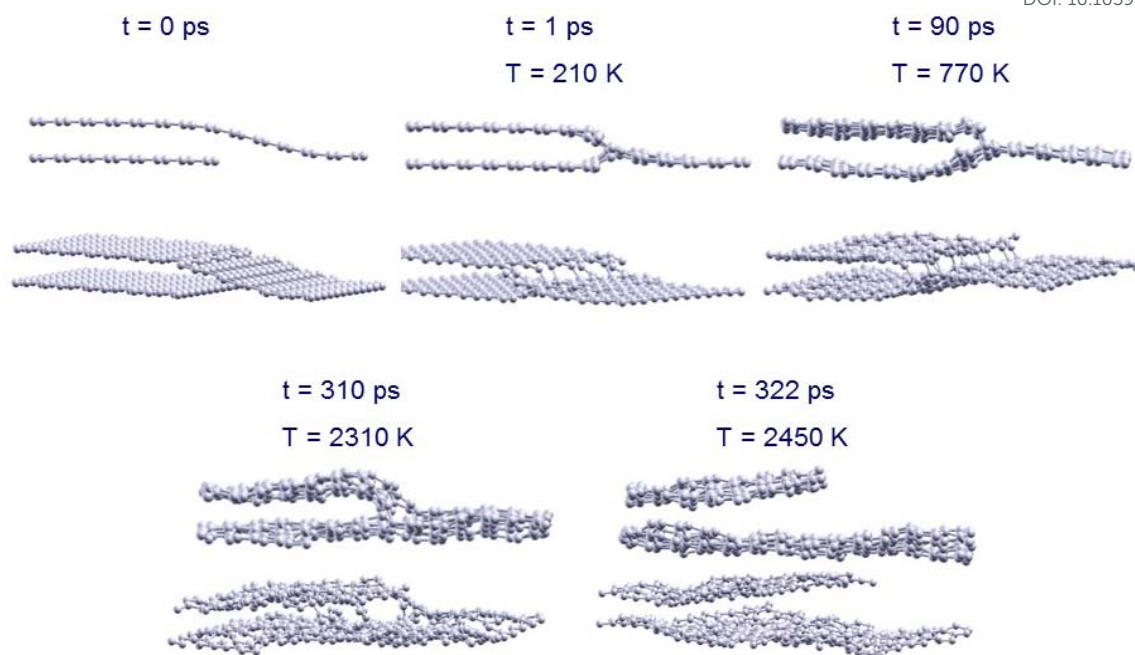 t = 0 ps
t = 1 ps
T = 210 K
t = 90 ps
T = 770 K
t = 310 ps
T = 2310 K
t = 322 ps
T = 2450 K